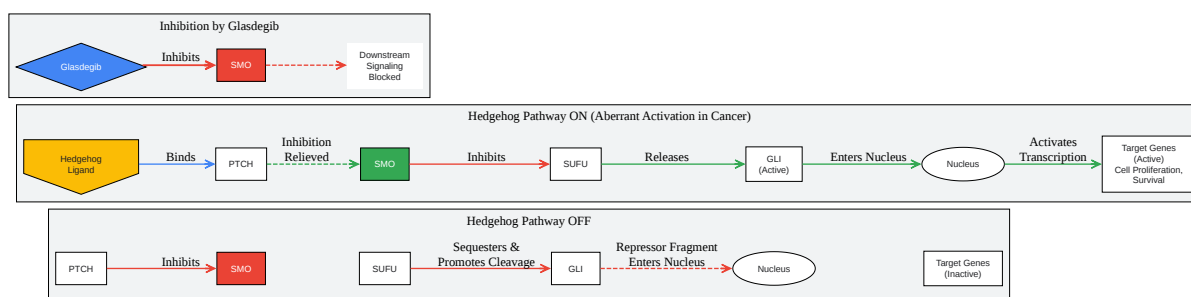 Inhibition by Glasdegib
Glasdegib
Inhibits
SMO
Downstream
Signaling
Blocked
Hedgehog Pathway ON (Aberrant Activation in Cancer)
Hedgehog
Ligand
Binds
PTCH
Inhibition
Relieved
SMO
Inhibits
SUFU
Releases
GLI
(Active)
Enters Nucleus
Nucleus
Activates
Transcription
Target Genes
(Active)
Cell Proliferation,
Survival
Hedgehog Pathway OFF
PTCH
Inhibits
SMO
SUFU
Sequesters &
Promotes Cleavage
GLI
Repressor Fragment
Enters Nucleus
Nucleus
Target Genes
(Inactive)